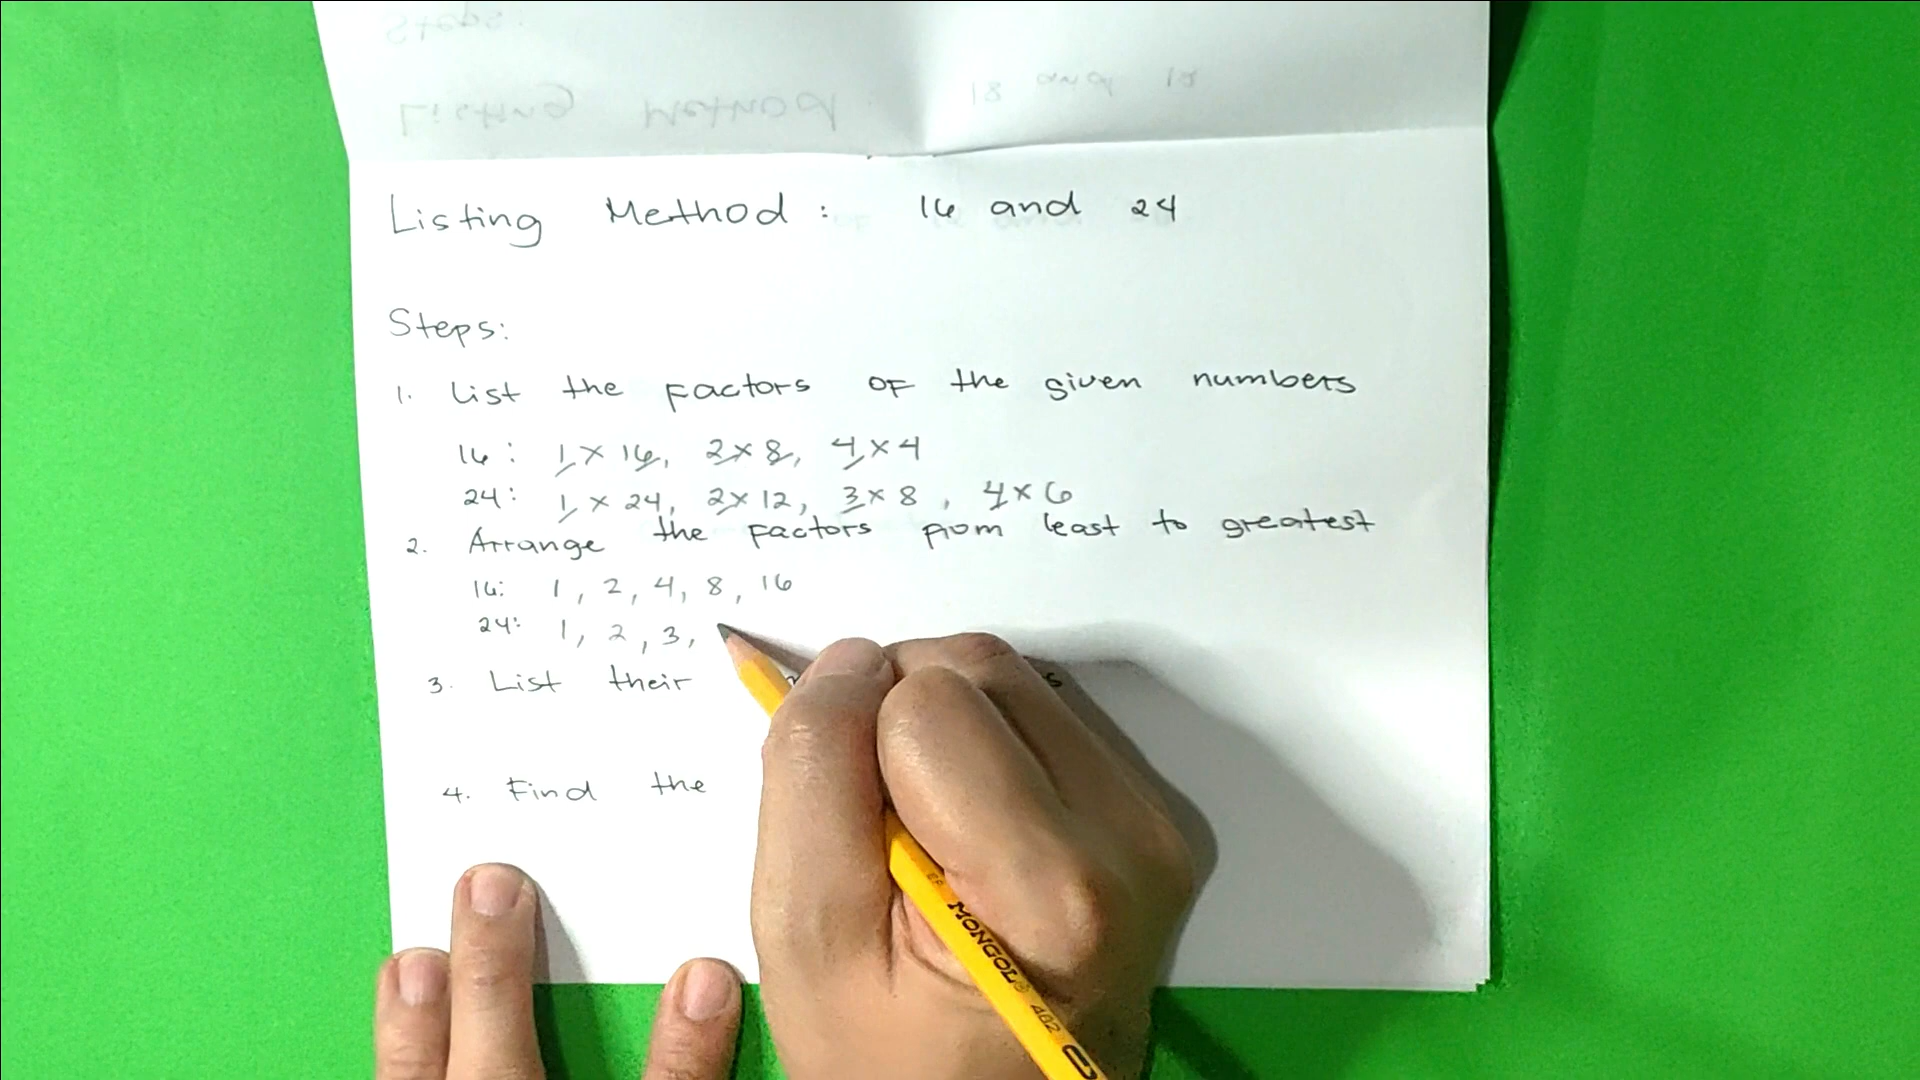 Listing Method : 16 and 24
Steps:
1. List the factors of the given numbers
16 : 1 x 16, 2 x 8, 4 x 4
24 : 1 x 24, 2 x 12, 3 x 8, 4 x 6
2. Arrange the factors from least to greatest
16: 1, 2, 4, 8, 16
24: 1, 2, 3,
3. List their
4. Find the
MONGOL® 482